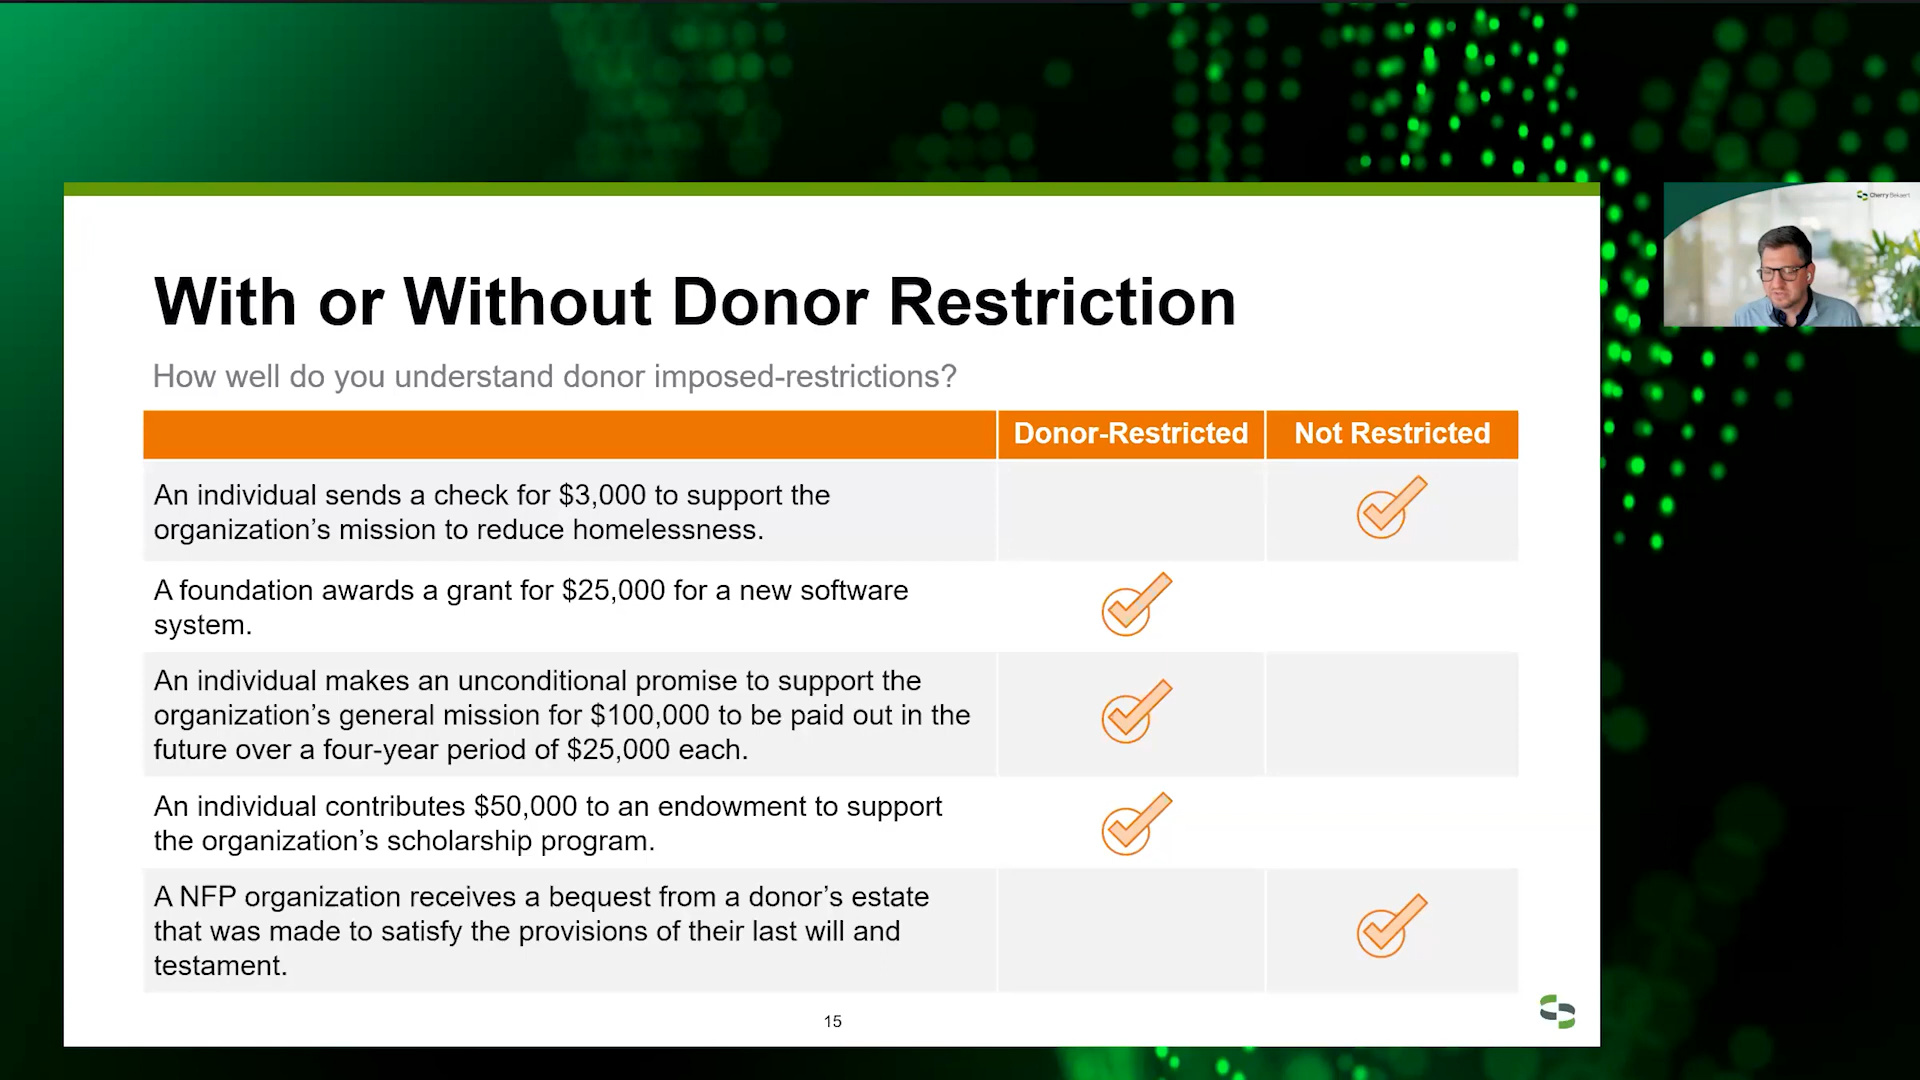 Cherry Bekaert
With or Without Donor Restriction
How well do you understand donor imposed-restrictions?
Donor-Restricted Not Restricted
An individual sends a check for $3,000 to support the
organization’s mission to reduce homelessness.
A foundation awards a grant for $25,000 for a new software
system.
An individual makes an unconditional promise to support the
organization’s general mission for $100,000 to be paid out in the
future over a four-year period of $25,000 each.
An individual contributes $50,000 to an endowment to support
the organization’s scholarship program.
A NFP organization receives a bequest from a donor’s estate
that was made to satisfy the provisions of their last will and
testament.
15